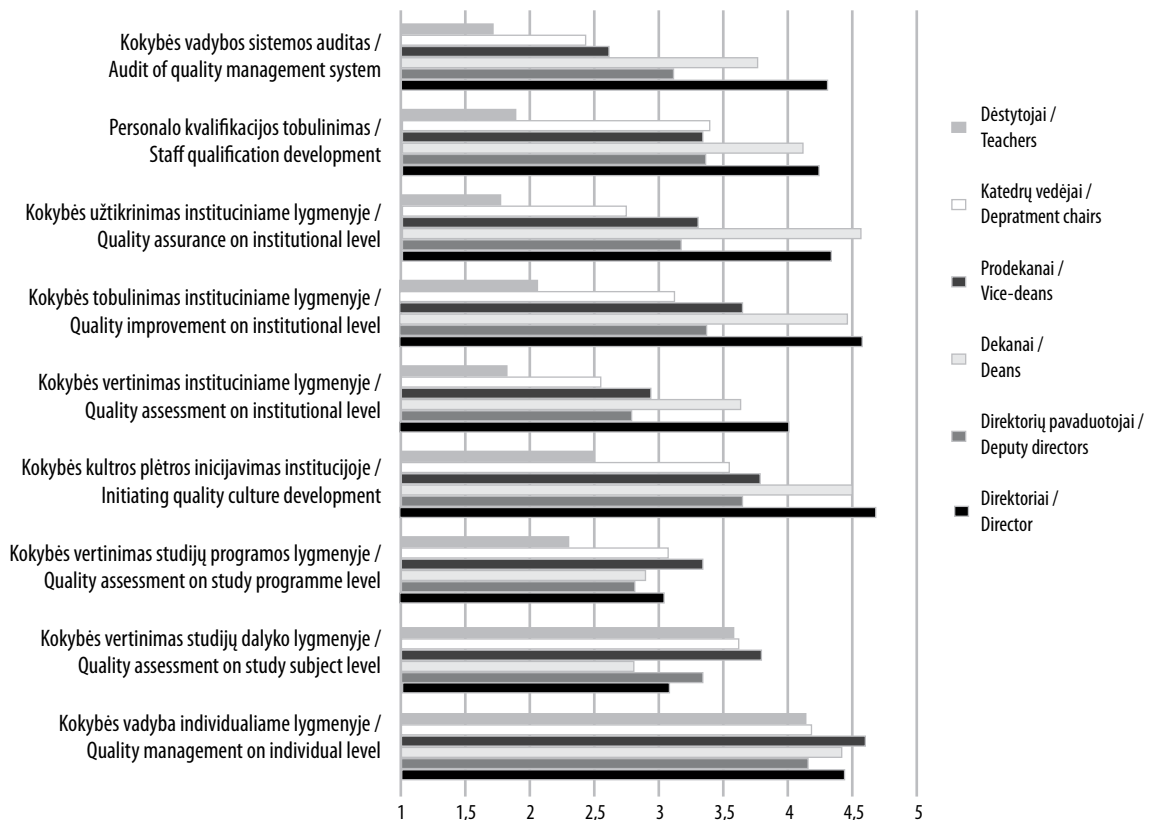 Kokybės vadybos sistemos auditas /
Audit of quality management system
Personalo kvalifikacijos tobulinimas /
Staff qualification development
Kokybės užtikrinimas instituciniame lygmenyje /
Quality assurance on institutional level
Kokybės tobulinimas instituciniame lygmenyje /
Quality improvement on institutional level
Kokybės vertinimas instituciniame lygmenyje /
Quality assessment on institutional level
Kokybės kultros plėtros inicijavimas institucijoje /
Initiating quality culture development
Kokybės vertinimas studijų programos lygmenyje /
Quality assessment on study programme level
Kokybės vertinimas studijų dalyko lygmenyje /
Quality assessment on study subject level
Kokybės vadyba individualiame lygmenyje /
Quality management on individual level
1 1,5 2 2,5 3 3,5 4 4,5 5
Dėstytojai /
Teachers
Katedrų vedėjai /
Depratment chairs
Prodekanai /
Vice-deans
Dekanai /
Deans
Direktorių pavaduotojai /
Deputy directors
Direktoriai /
Director